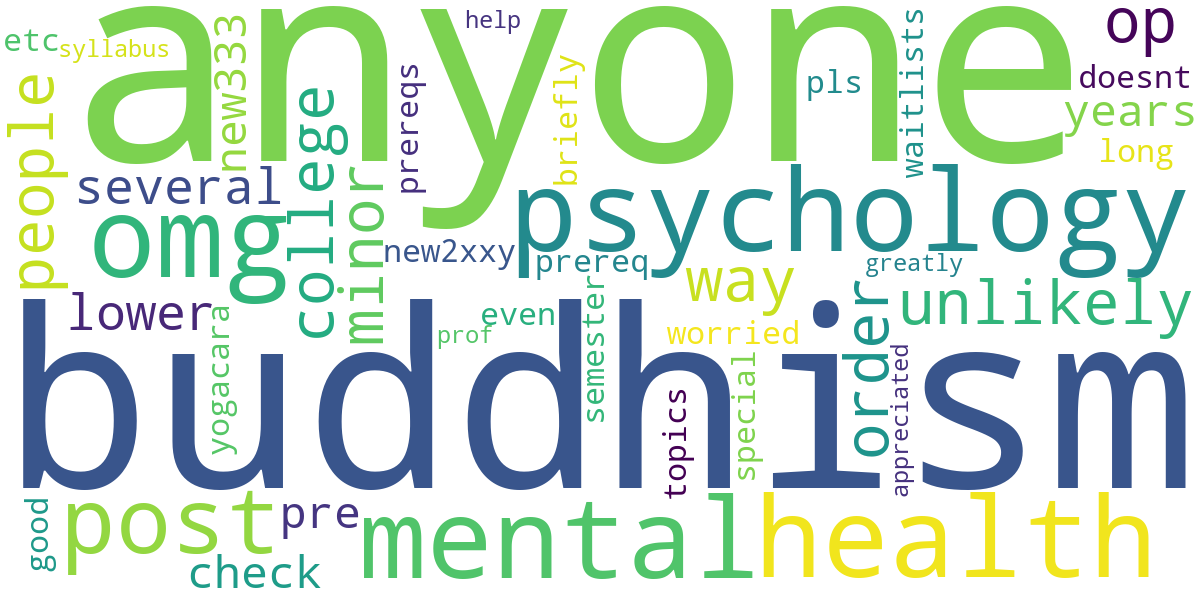 anyone
help
op
etc
syllabus
new333
waitlists
pls
doesnt
people
prereqs
briefly
years
college
long
several
minor
psychology
omg
new2xxy
prereq
greatly
way
unlikely
lower
yogacara
even
semester
order
prof
worried
buddhism
special
appreciated
topics
good
post
pre
mental
health
check